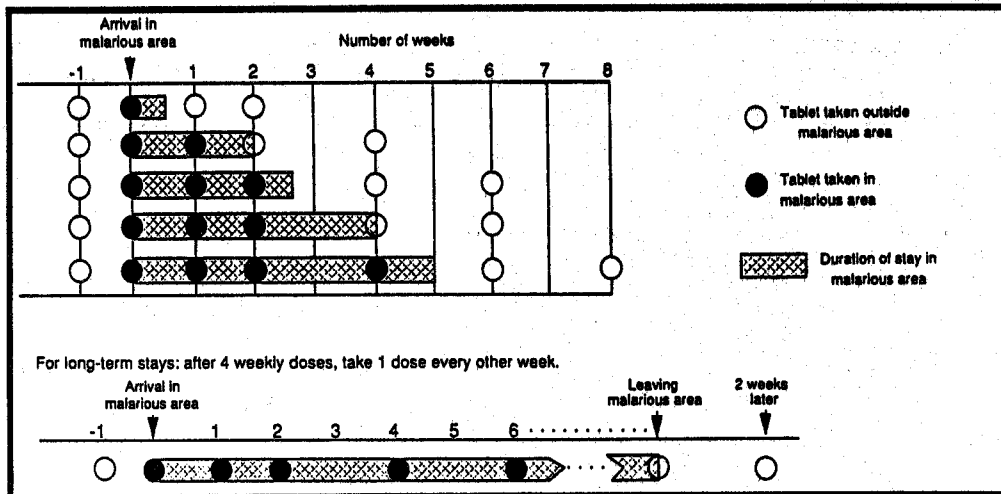 Arrival in
malarious area
Number of weeks
-1 1 2 3 4 5 6 7 8
Tablet taken outside
malarious area
Tablet taken in
malarious area
Duration of stay in
malarious area
For long-term stays: after 4 weekly doses, take 1 dose every other week.
Arrival in
malarious area
Leaving
malarious area
2 weeks
later
-1 1 2 3 4 5 6